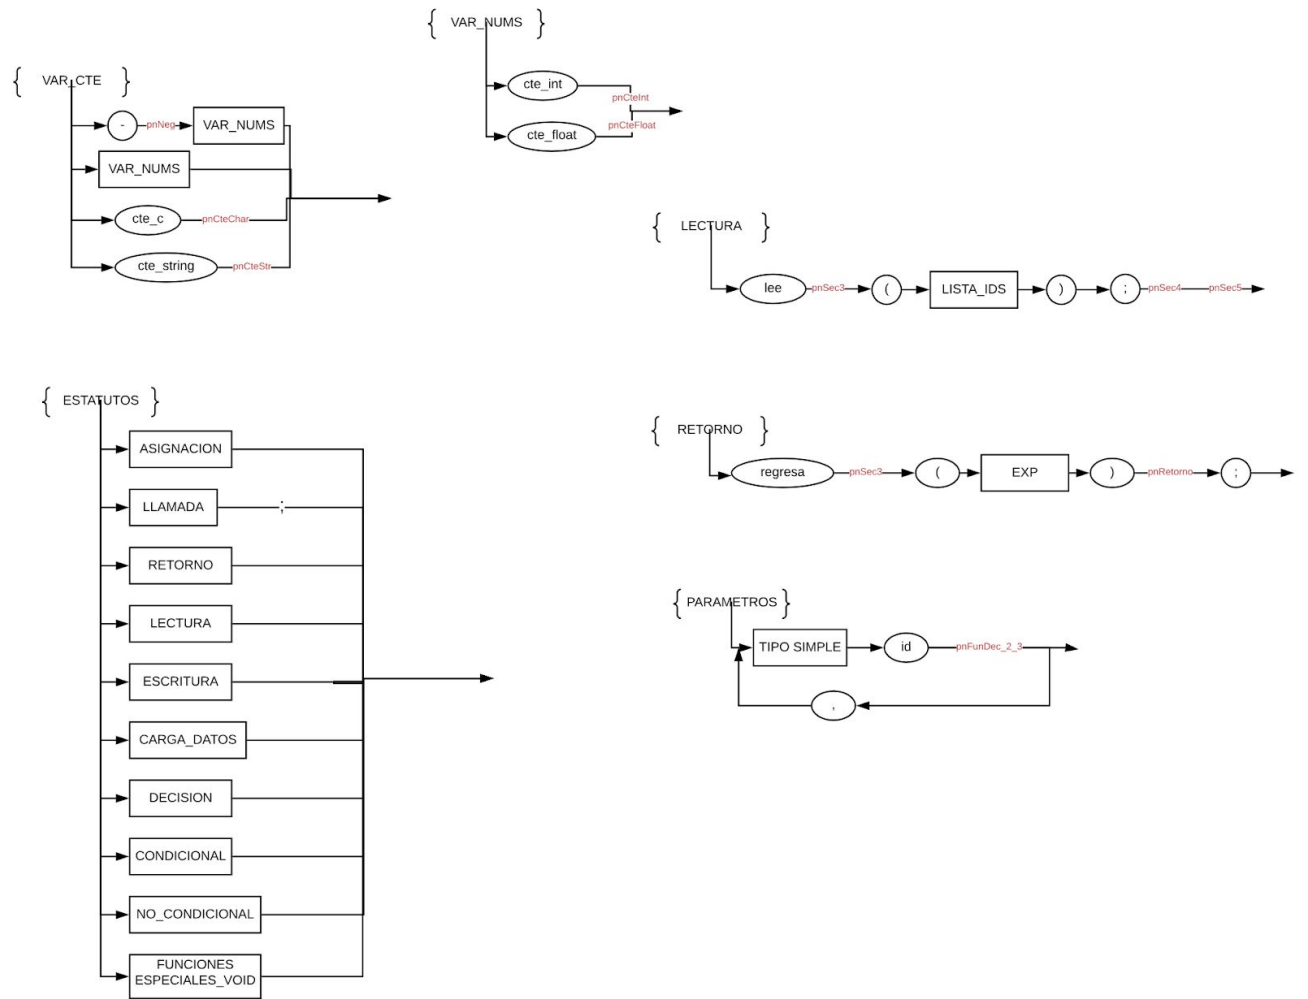 { VAR_NUMS }
cte_int
pnCteInt
cte_float
pnCteFloat
{ VAR_CTE }
- pnNeg VAR_NUMS
VAR_NUMS
cte_c pnCteChar
cte_string pnCteStr
{ LECTURA }
lee pnSec3 ( LISTA_IDS ) ; pnSec4 pnSec5
{ ESTATUTOS }
ASIGNACION
LLAMADA ;
RETORNO
LECTURA
ESCRITURA
CARGA_DATOS
DECISION
CONDICIONAL
NO_CONDICIONAL
FUNCIONES
ESPECIALES_VOID
{ RETORNO }
regresa pnSec3 ( EXP ) pnRetorno ;
{ PARAMETROS }
TIPO SIMPLE id pnFunDec_2_3
,